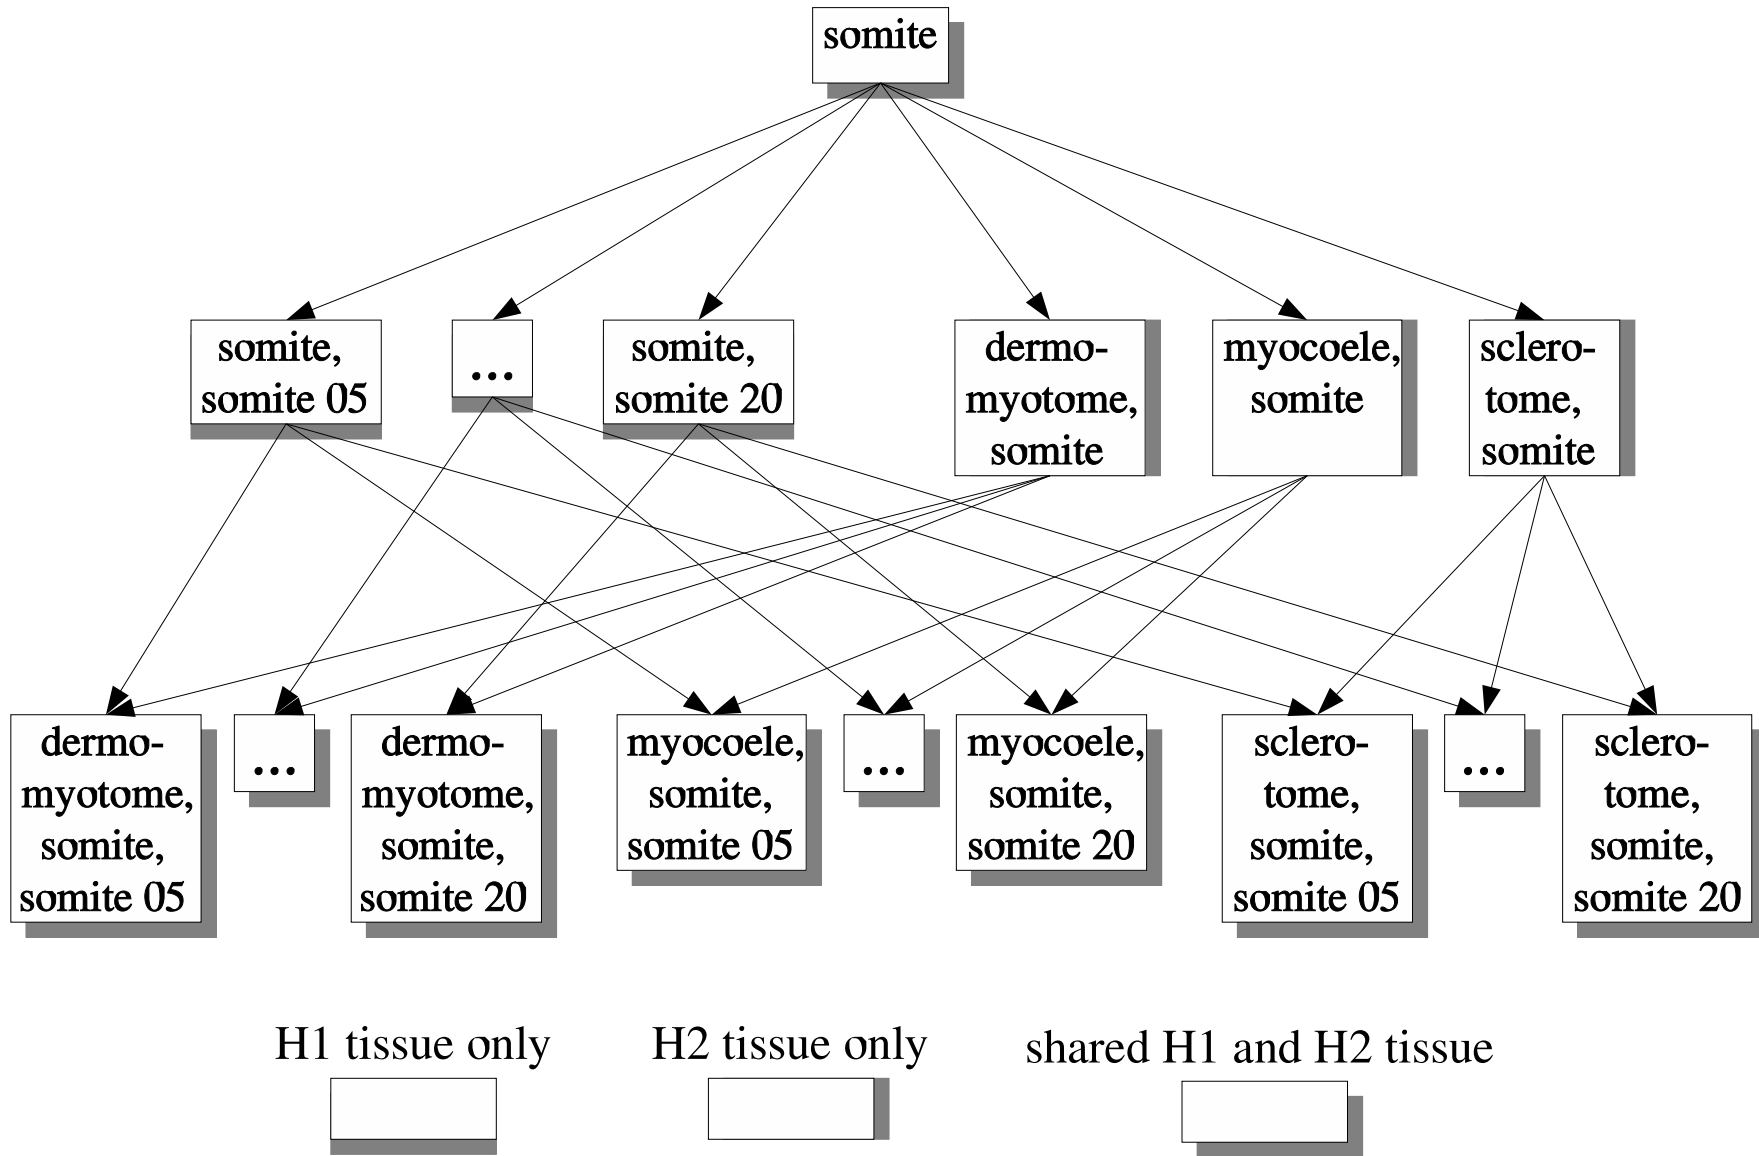 somite
somite,
somite 05
...
somite,
somite 20
dermo-
myotome,
somite
myocoele,
somite
sclero-
tome,
somite
dermo-
myotome,
somite,
somite 05
...
dermo-
myotome,
somite,
somite 20
myocoele,
somite,
somite 05
...
myocoele,
somite,
somite 20
sclero-
tome,
somite,
somite 05
...
sclero-
tome,
somite,
somite 20
H1 tissue only
H2 tissue only
shared H1 and H2 tissue